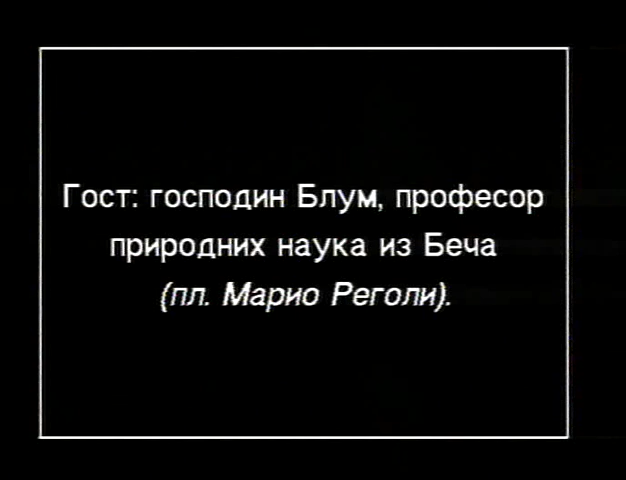 Гост: господин Блум, професор
природних наука из Беча
(пл. Марио Реголи).